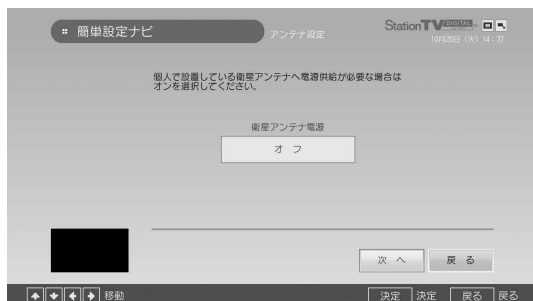 簡単設定ナビ
アンテナ設定
StationTV DIGITAL
10月25日（火）14：37
個人で設置している衛星アンテナへ電源供給が必要な場合は
オンを選択してください。
衛星アンテナ電源
オ フ
次 へ
戻 る
移動
決定 決定 戻る 戻る